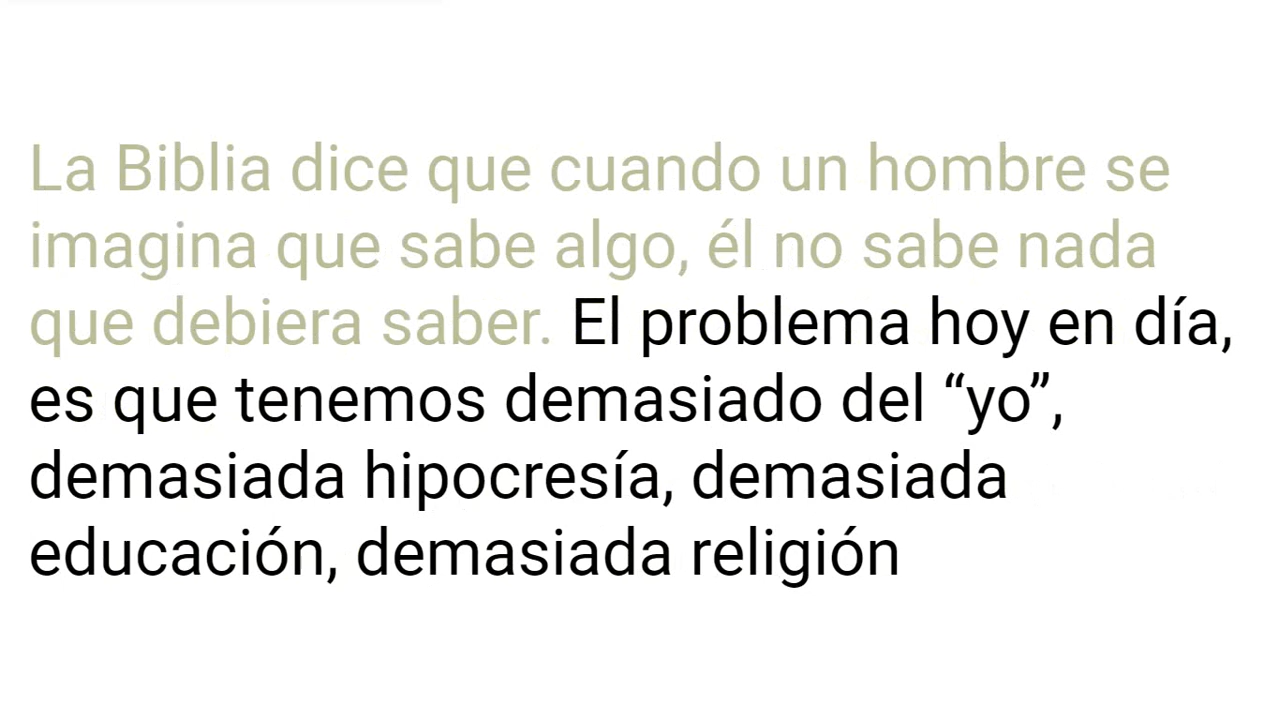 La Biblia dice que cuando un hombre se
imagina que sabe algo, él no sabe nada
que debiera saber. El problema hoy en día,
es que tenemos demasiado del “yo”,
demasiada hipocresía, demasiada
educación, demasiada religión